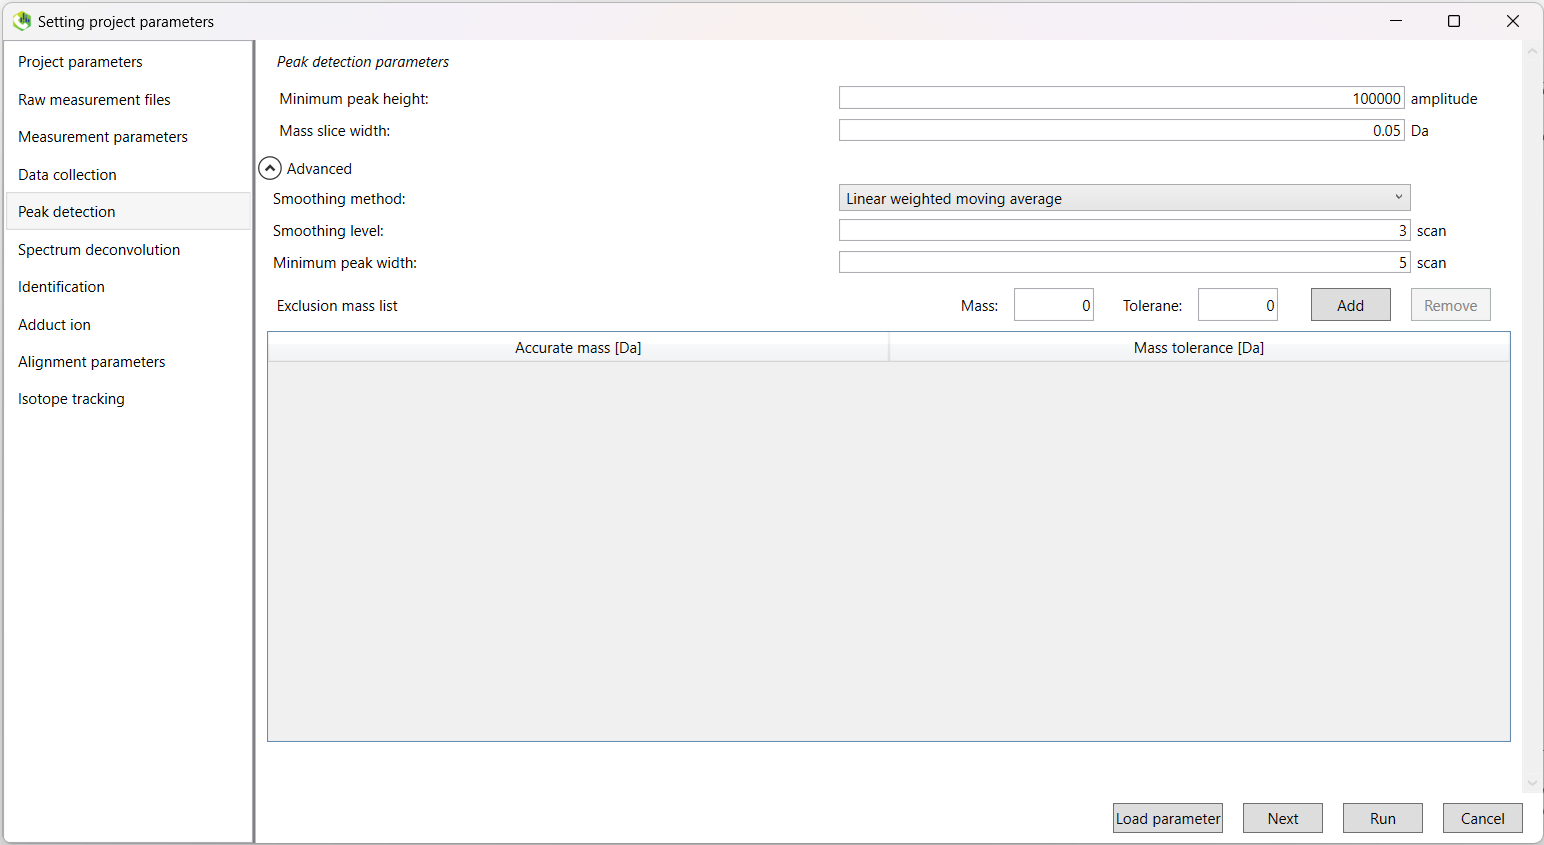 Setting project parameters
Project parameters
Raw measurement files
Measurement parameters
Data collection
Peak detection
Spectrum deconvolution
Identification
Adduct ion
Alignment parameters
Isotope tracking
Peak detection parameters
Minimum peak height: 100000 amplitude
Mass slice width: 0.05 Da
Advanced
Smoothing method: Linear weighted moving average
Smoothing level: 3 scan
Minimum peak width: 5 scan
Exclusion mass list Mass: 0 Tolerane: 0 Add Remove
Accurate mass [Da] Mass tolerance [Da]
Load parameter Next Run Cancel